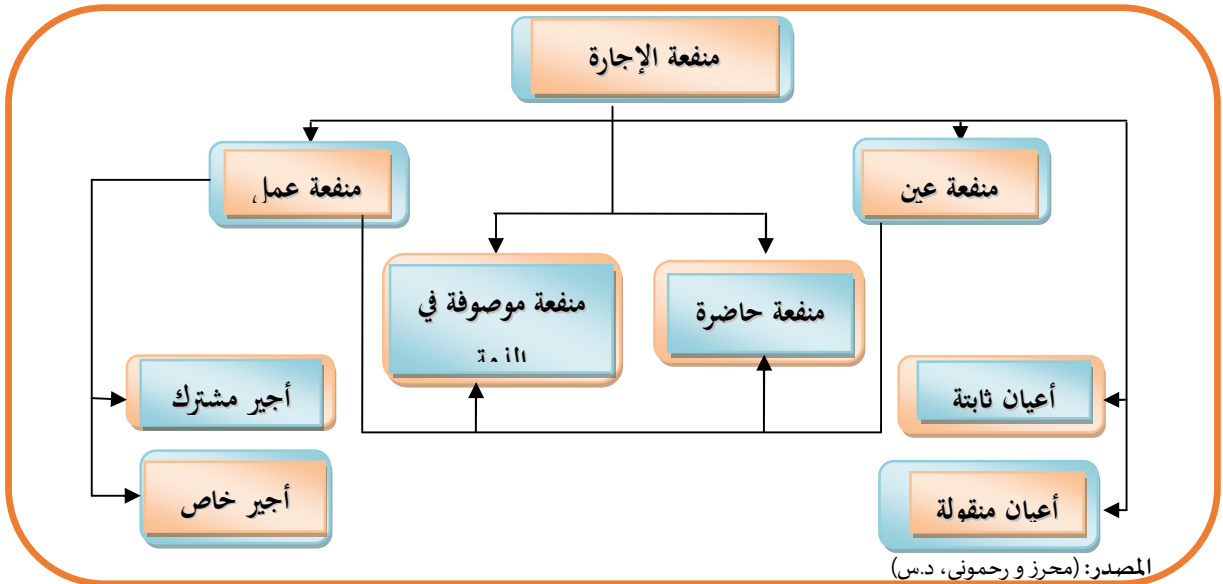 منفعة الإجارة
منفعة عين
منفعة عمل
منفعة حاضرة
منفعة موصوفة في
أعيان ثابتة
أجير مشترك
أعيان منقولة
أجير خاص
المصدر: (محرز و رحموني، د.س)